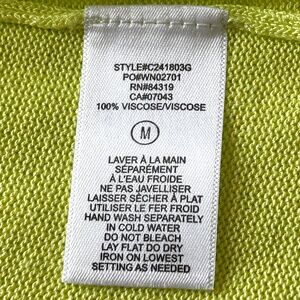 STYLE#C241803G
PO#WN02701
RN#84319
CA#07043
100% VISCOSE/VISCOSE
M
LAVER À LA MAIN
SÉPARÉMENT
À L'EAU FROIDE
NE PAS JAVELLISER
LAISSER SÉCHER À PLAT
UTILISER LE FER FROID
HAND WASH SEPARATELY
IN COLD WATER
DO NOT BLEACH
LAY FLAT DO DRY
IRON ON LOWEST
SETTING AS NEEDED